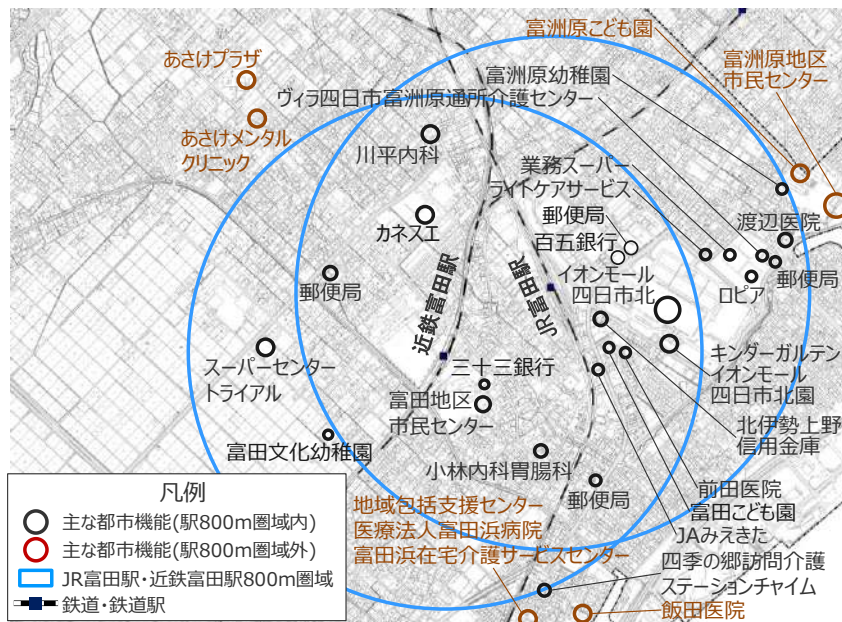 富洲原こども園
あさけプラザ
富洲原地区
市民センター
富洲原幼稚園
ヴィラ四日市富洲原通所介護センター
あさけメンタル
クリニック
川平内科
業務スーパー
ライトケアサービス
郵便局
渡辺医院
カネスエ
百五銀行
イオンモール
四日市北
郵便局
ロピア
郵便局
近鉄富田駅
JR富田駅
スーパーセンター
トライアル
三十三銀行
キンダーガルテン
イオンモール
四日市北園
富田地区
市民センター
北伊勢上野
信用金庫
富田文化幼稚園
小林内科胃腸科
前田医院
郵便局
富田こども園
JAみえきた
地域包括支援センター
医療法人富田浜病院
富田浜在宅介護サービスセンター
四季の郷訪問介護
ステーションチャイム
飯田医院
凡例
主な都市機能(駅800m圏域内)
主な都市機能(駅800m圏域外)
JR富田駅・近鉄富田駅800m圏域
鉄道・鉄道駅